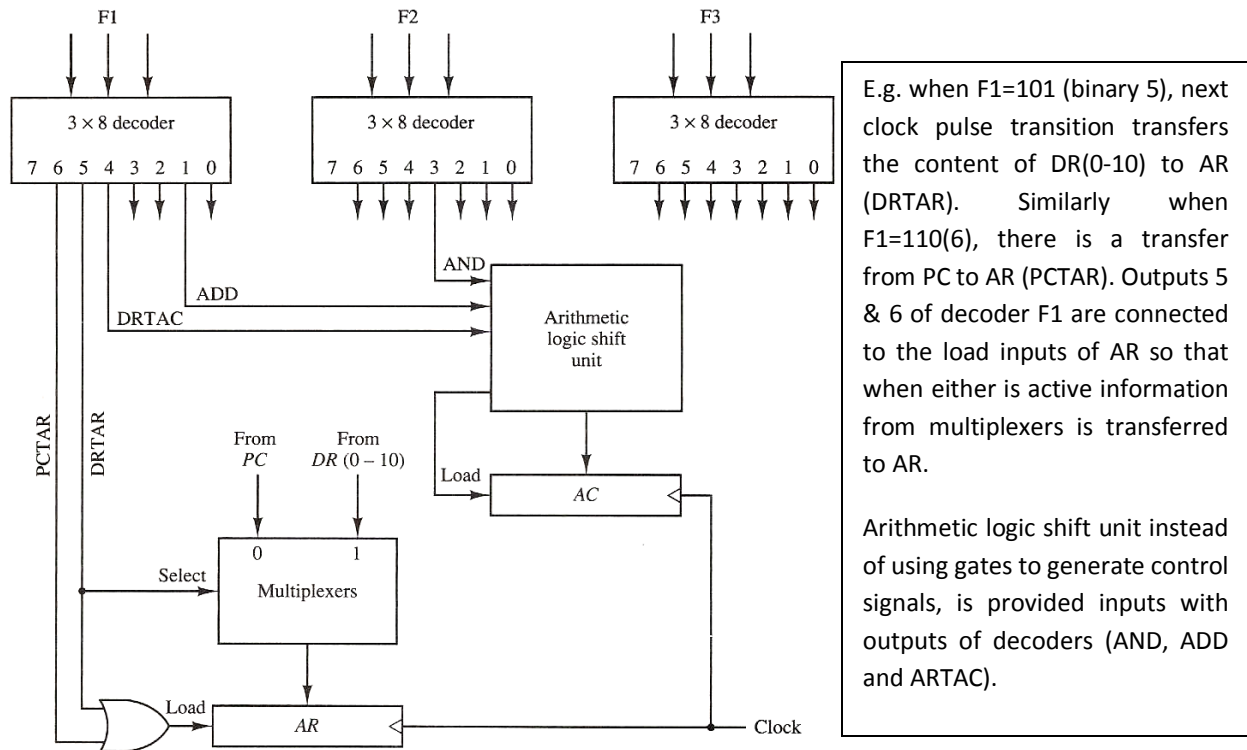 F1 F2 F3
3 × 8 decoder 3 × 8 decoder 3 × 8 decoder
7 6 5 4 3 2 1 0 7 6 5 4 3 2 1 0 7 6 5 4 3 2 1 0
AND
ADD
DRTAC
Arithmetic
logic shift
unit
PCTAR
DRTAR
From
PC
From
DR (0 – 10)
Load
AC
0 1
Select
Multiplexers
Load
AR
Clock
E.g. when F1=101 (binary 5), next
clock pulse transition transfers
the content of DR(0-10) to AR
(DRTAR). Similarly when
F1=110(6), there is a transfer
from PC to AR (PCTAR). Outputs 5
& 6 of decoder F1 are connected
to the load inputs of AR so that
when either is active information
from multiplexers is transferred
to AR.
Arithmetic logic shift unit instead
of using gates to generate control
signals, is provided inputs with
outputs of decoders (AND, ADD
and ARTAC).